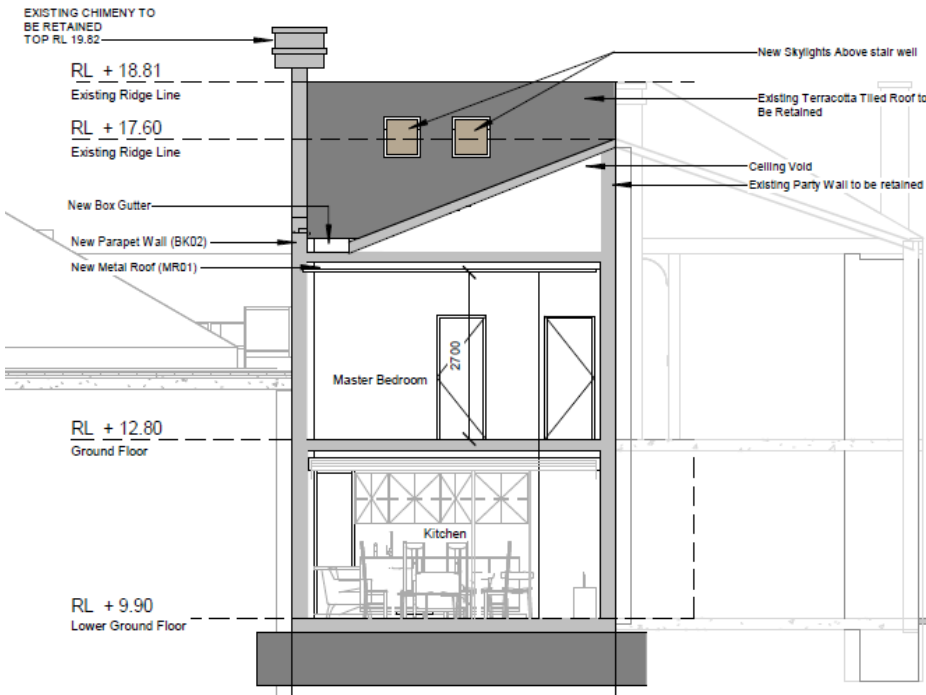 EXISTING CHIMENY TO
BE RETAINED
TOP RL 19.82
New Skylights Above stair well
RL + 18.81
Existing Ridge Line
Existing Terracotta Tiled Roof to
Be Retained
RL + 17.60
Existing Ridge Line
Ceiling Void
Existing Party Wall to be retained
New Box Gutter
New Parapet Wall (BK02)
New Metal Roof (MR01)
2700
Master Bedroom
RL + 12.80
Ground Floor
Kitchen
RL + 9.90
Lower Ground Floor